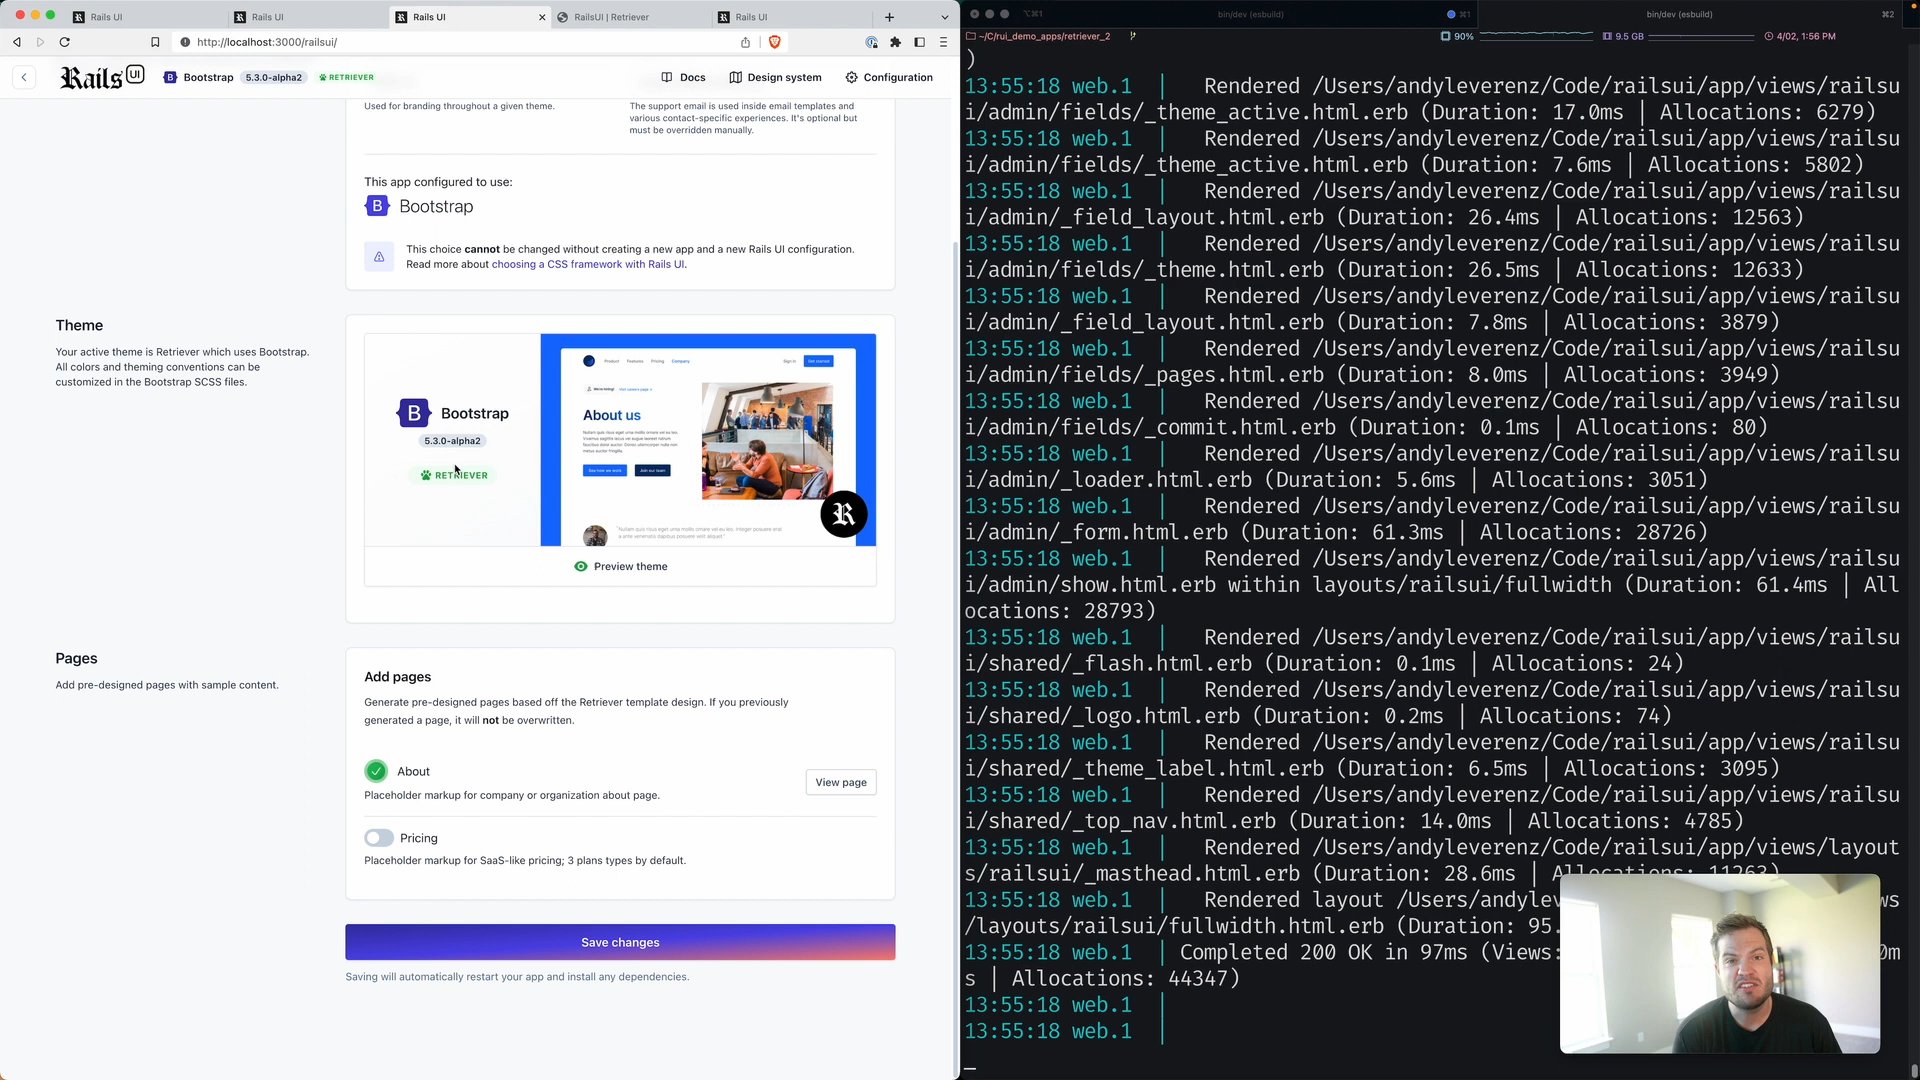 Rails UI
Rails UI
Rails UI
RailsUI | Retriever
Rails UI
http://localhost:3000/railsui/
Rails UI
Bootstrap 5.3.0-alpha2 RETRIEVER
Docs
Design system
Configuration
Used for branding throughout a given theme.
The support email is used inside email templates and
various contact-specific experiences. It's optional but
must be overridden manually.
This app configured to use:
Bootstrap
This choice cannot be changed without creating a new app and a new Rails UI configuration.
Read more about choosing a CSS framework with Rails UI.
Theme
Your active theme is Retriever which uses Bootstrap.
All colors and theming conventions can be
customized in the Bootstrap SCSS files.
Bootstrap
5.3.0-alpha2
RETRIEVER
Product Features Pricing Company Sign in Get started
We're hiring! Visit careers page
About us
See how we work
Join our team
Preview theme
Pages
Add pre-designed pages with sample content.
Add pages
Generate pre-designed pages based off the Retriever template design. If you previously
generated a page, it will not be overwritten.
About
Placeholder markup for company or organization about page.
View page
Pricing
Placeholder markup for SaaS-like pricing; 3 plans types by default.
Save changes
Saving will automatically restart your app and install any dependencies.
⌥⌘1
bin/dev (esbuild)
⌘1
bin/dev (esbuild)
⌘2
~/C/rui_demo_apps/retriever_2
90%
9.5 GB
4/02, 1:56 PM
)
13:55:18 web.1 | Rendered /Users/andyleverenz/Code/railsui/app/views/railsu
i/admin/fields/_theme_active.html.erb (Duration: 17.0ms | Allocations: 6279)
13:55:18 web.1 | Rendered /Users/andyleverenz/Code/railsui/app/views/railsu
i/admin/fields/_theme_active.html.erb (Duration: 7.6ms | Allocations: 5802)
13:55:18 web.1 | Rendered /Users/andyleverenz/Code/railsui/app/views/railsu
i/admin/_field_layout.html.erb (Duration: 26.4ms | Allocations: 12563)
13:55:18 web.1 | Rendered /Users/andyleverenz/Code/railsui/app/views/railsu
i/admin/fields/_theme.html.erb (Duration: 26.5ms | Allocations: 12633)
13:55:18 web.1 | Rendered /Users/andyleverenz/Code/railsui/app/views/railsu
i/admin/_field_layout.html.erb (Duration: 7.8ms | Allocations: 3879)
13:55:18 web.1 | Rendered /Users/andyleverenz/Code/railsui/app/views/railsu
i/admin/fields/_pages.html.erb (Duration: 8.0ms | Allocations: 3949)
13:55:18 web.1 | Rendered /Users/andyleverenz/Code/railsui/app/views/railsu
i/admin/fields/_commit.html.erb (Duration: 0.1ms | Allocations: 80)
13:55:18 web.1 | Rendered /Users/andyleverenz/Code/railsui/app/views/railsu
i/admin/_loader.html.erb (Duration: 5.6ms | Allocations: 3051)
13:55:18 web.1 | Rendered /Users/andyleverenz/Code/railsui/app/views/railsu
i/admin/_form.html.erb (Duration: 61.3ms | Allocations: 28726)
13:55:18 web.1 | Rendered /Users/andyleverenz/Code/railsui/app/views/railsu
i/admin/show.html.erb within layouts/railsui/fullwidth (Duration: 61.4ms | All
ocations: 28793)
13:55:18 web.1 | Rendered /Users/andyleverenz/Code/railsui/app/views/railsu
i/shared/_flash.html.erb (Duration: 0.1ms | Allocations: 24)
13:55:18 web.1 | Rendered /Users/andyleverenz/Code/railsui/app/views/railsu
i/shared/_logo.html.erb (Duration: 0.2ms | Allocations: 74)
13:55:18 web.1 | Rendered /Users/andyleverenz/Code/railsui/app/views/railsu
i/shared/_theme_label.html.erb (Duration: 6.5ms | Allocations: 3095)
13:55:18 web.1 | Rendered /Users/andyleverenz/Code/railsui/app/views/railsu
i/shared/_top_nav.html.erb (Duration: 14.0ms | Allocations: 4785)
13:55:18 web.1 | Rendered /Users/andyleverenz/Code/railsui/app/views/layout
s/railsui/_masthead.html.erb (Duration: 28.6ms | Allocations: 11263)
13:55:18 web.1 | Rendered layout /Users/andylev ws
/layouts/railsui/fullwidth.html.erb (Duration: 95.
13:55:18 web.1 | Completed 200 OK in 97ms (Views: 0m
s | Allocations: 44347)
13:55:18 web.1 |
13:55:18 web.1 |